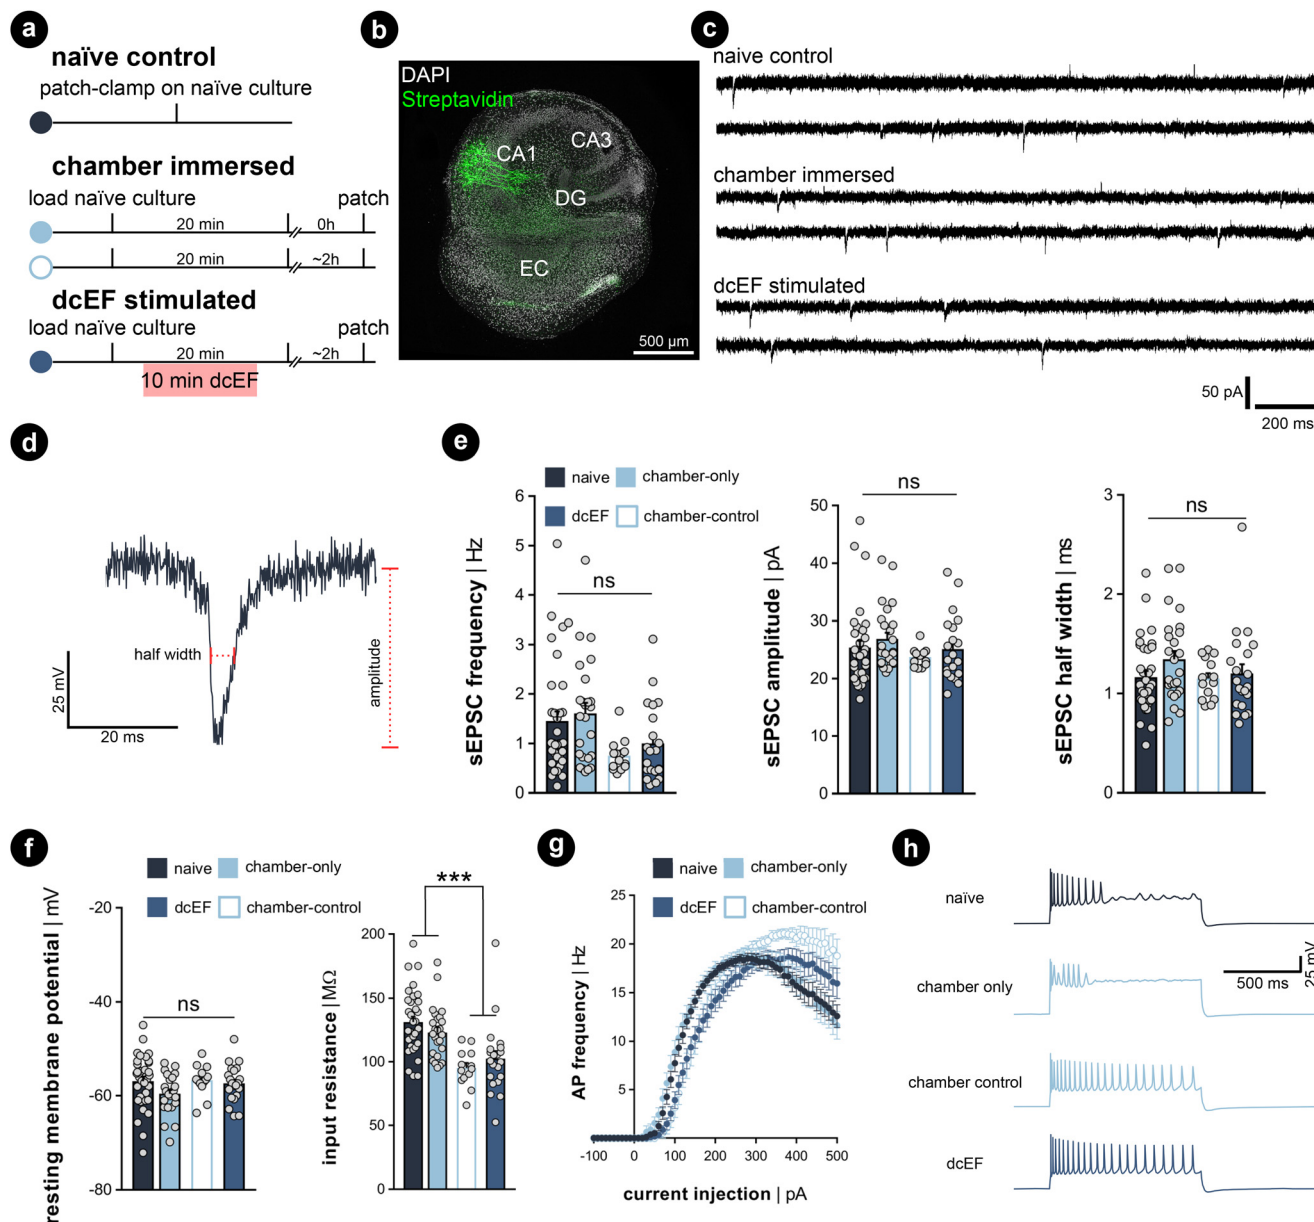 a
naïve control
patch-clamp on naïve culture
chamber immersed
load naïve culture
patch
20 min
0h
20 min
~2h
dcEF stimulated
load naïve culture
patch
20 min
~2h
10 min dcEF
b
DAPI
Streptavidin
CA1
CA3
DG
EC
500 µm
c
naive control
chamber immersed
dcEF stimulated
50 pA
200 ms
d
half width
amplitude
25 mV
20 ms
e
naive
chamber-only
dcEF
chamber-control
sEPSC frequency | Hz
6
5
4
3
2
1
0
ns
sEPSC amplitude | pA
50
40
30
20
10
0
ns
sEPSC half width | ms
3
2
1
0
ns
f
naive
chamber-only
dcEF
chamber-control
resting membrane potential | mV
-20
-40
-60
-80
ns
input resistance | MΩ
200
150
100
50
0
***
g
naive
chamber-only
dcEF
chamber-control
AP frequency | Hz
25
20
15
10
5
-100
0
100
200
300
400
500
current injection | pA
h
naïve
chamber only
chamber control
dcEF
500 ms
25 mV